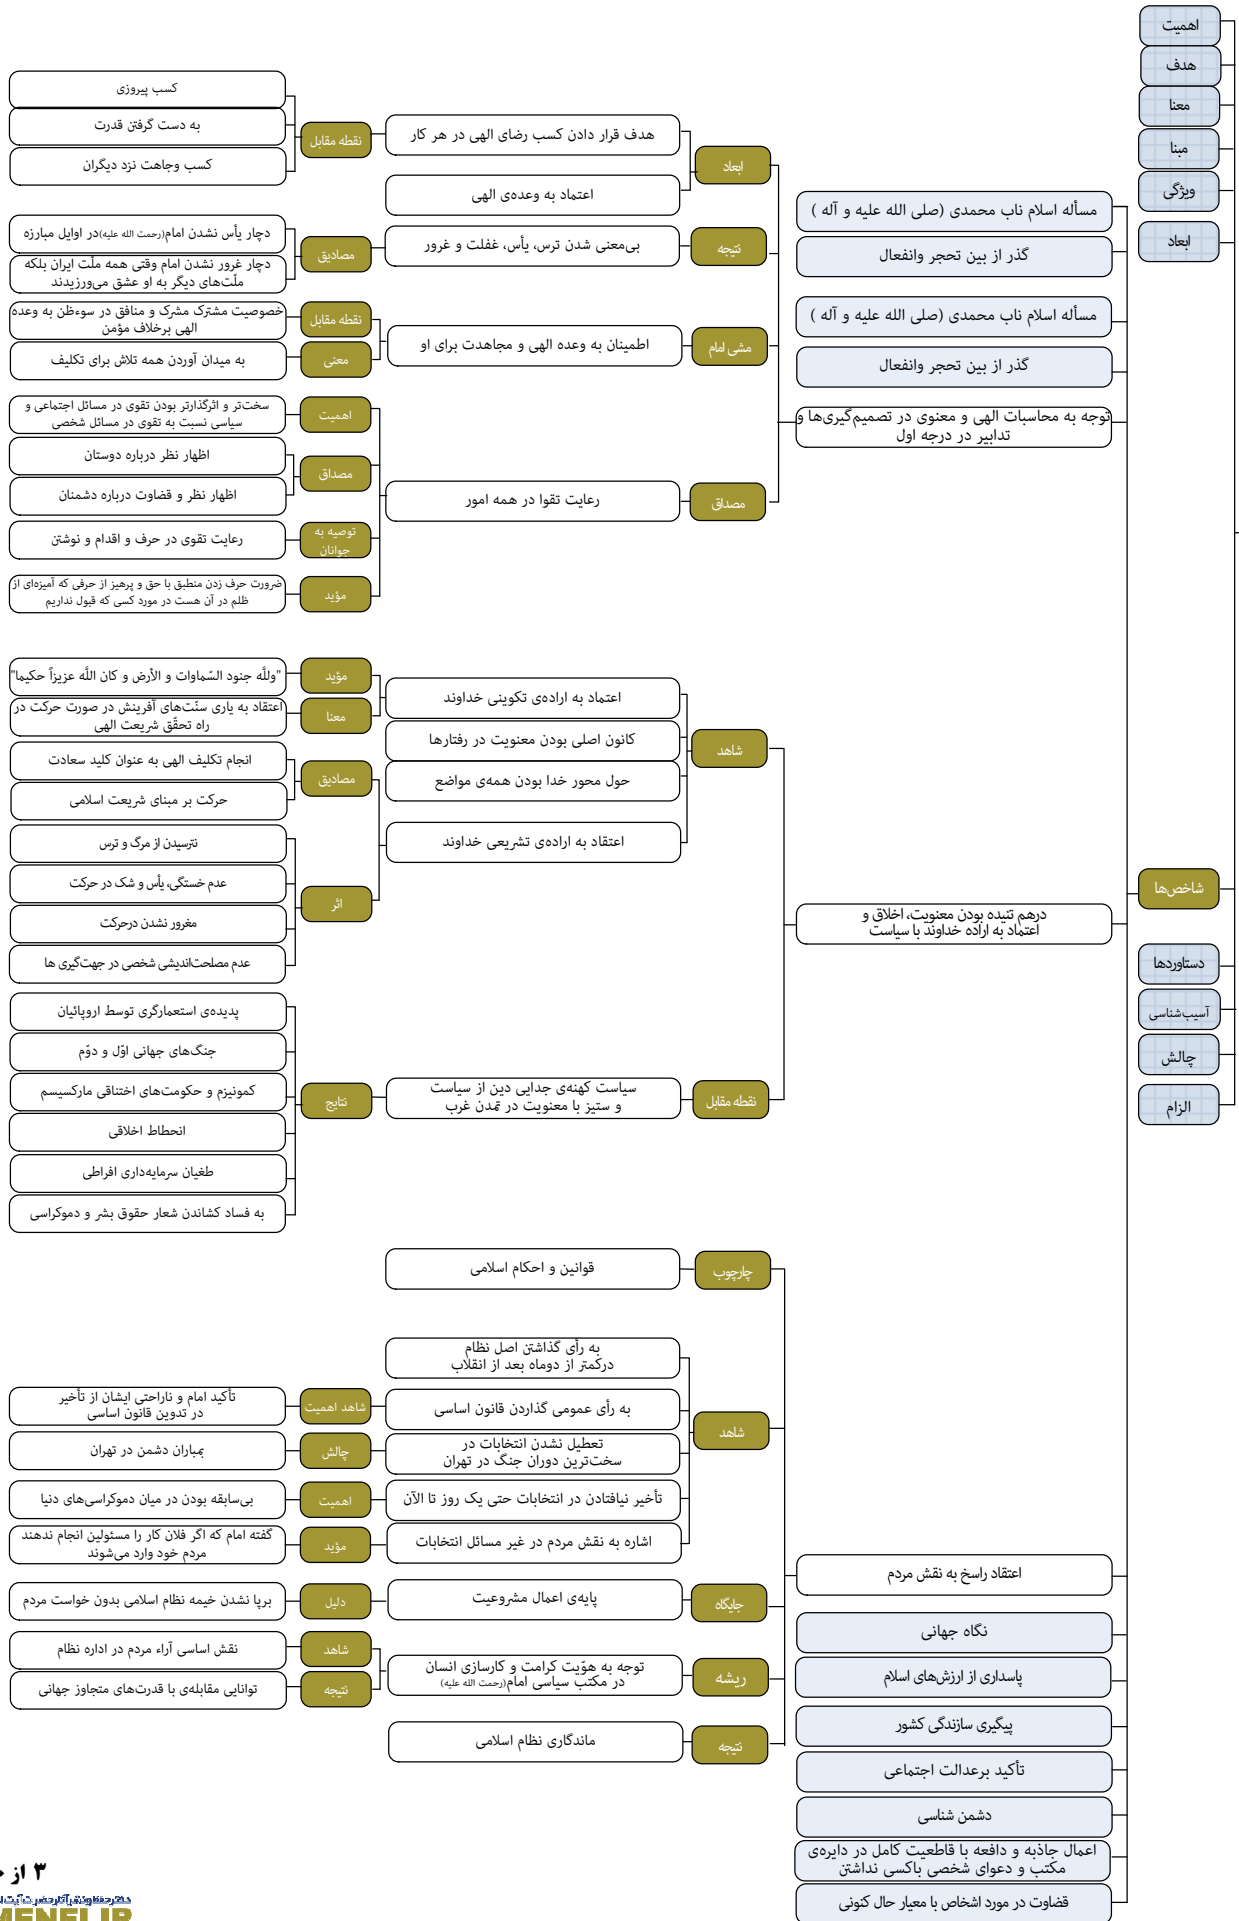 اهمیت
هدف
معنا
مبنا
ویژگی
ابعاد
شاخص‌ها
دستاوردها
آسیب‌شناسی
چالش
الزام
مسأله اسلام ناب محمدی (صلی الله علیه و آله )
گذر از بین تحجر وانفعال
مسأله اسلام ناب محمدی (صلی الله علیه و آله )
گذر از بین تحجر وانفعال
توجه به محاسبات الهی و معنوی در تصمیم‌گیری‌ها و
تدابیر در درجه اول
ابعاد
هدف قرار دادن کسب رضای الهی در هر کار
نقطه مقابل
کسب پیروزی
به دست گرفتن قدرت
کسب وجاهت نزد دیگران
اعتماد به وعده‌ی الهی
نتیجه
بی‌معنی شدن ترس، یأس، غفلت و غرور
مصادیق
دچار یأس نشدن امام(رحمت الله علیه)در اوایل مبارزه
دچار غرور نشدن امام وقتی همه ملّت ایران بلکه
ملّت‌های دیگر به او عشق می‌ورزیدند
مشی امام
اطمینان به وعده الهی و مجاهدت برای او
نقطه مقابل
خصوصیت مشترک مشرک و منافق در سوءظن به وعده
الهی برخلاف مؤمن
معنی
به میدان آوردن همه تلاش برای تکلیف
مصداق
رعایت تقوا در همه امور
اهمیت
سخت‌تر و اثرگذارتر بودن تقوی در مسائل اجتماعی و
سیاسی نسبت به تقوی در مسائل شخصی
مصداق
اظهار نظر درباره دوستان
اظهار نظر و قضاوت درباره دشمنان
توصیه به
جوانان
رعایت تقوی در حرف و اقدام و نوشتن
مؤید
ضرورت حرف زدن منطبق با حق و پرهیز از حرفی که آمیزه‌ای از
ظلم در آن هست در مورد کسی که قبول نداریم
درهم تنیده بودن معنویت، اخلاق و
اعتماد به اراده خداوند با سیاست
شاهد
اعتماد به اراده‌ی تکوینی خداوند
مؤید
"وللَّه جنود السّماوات و الأرض و کان اللَّه عزیزاً حکیما"
معنا
اعتقاد به یاری سنّت‌های آفرینش در صورت حرکت در
راه تحقّق شریعت الهی
کانون اصلی بودن معنویت در رفتارها
حول محور خدا بودن همه‌ی مواضع
اعتقاد به اراده‌ی تشریعی خداوند
مصادیق
انجام تکلیف الهی به عنوان کلید سعادت
حرکت بر مبنای شریعت اسلامی
اثر
نترسیدن از مرگ و ترس
عدم خستگی، یأس و شک در حرکت
مغرور نشدن درحرکت
عدم مصلحت‌اندیشی شخصی در جهت‌گیری ها
نقطه مقابل
سیاست کهنه‌ی جدایی دین از سیاست
و ستیز با معنویت در تمدن غرب
نتایج
پدیده‌ی استعمارگری توسط اروپائیان
جنگ‌های جهانی اوّل و دوّم
کمونیزم و حکومت‌های اختناقی مارکسیسم
انحطاط اخلاقی
طغیان سرمایه‌داری افراطی
به فساد کشاندن شعار حقوق بشر و دموکراسی
اعتقاد راسخ به نقش مردم
چارچوب
قوانین و احکام اسلامی
شاهد
به رأی گذاشتن اصل نظام
درکمتر از دوماه بعد از انقلاب
به رأی عمومی گذاردن قانون اساسی
شاهد اهمیت
تأکید امام و ناراحتی ایشان از تأخیر
در تدوین قانون اساسی
تعطیل نشدن انتخابات در
سخت‌ترین دوران جنگ در تهران
چالش
بمباران دشمن در تهران
تأخیر نیافتادن در انتخابات حتی یک روز تا الآن
اهمیت
بی‌سابقه بودن در میان دموکراسی‌های دنیا
اشاره به نقش مردم در غیر مسائل انتخابات
مؤید
گفته امام که اگر فلان کار را مسئولین انجام ندهند
مردم خود وارد می‌شوند
جایگاه
پایه‌ی اعمال مشروعیت
دلیل
برپا نشدن خیمه نظام اسلامی بدون خواست مردم
ریشه
توجه به هوّیت کرامت و کارسازی انسان
در مکتب سیاسی امام(رحمت الله علیه)
شاهد
نقش اساسی آراء مردم در اداره نظام
نتیجه
توانایی مقابله‌ی با قدرت‌های متجاوز جهانی
نتیجه
ماندگاری نظام اسلامی
نگاه جهانی
پاسداری از ارزش‌های اسلام
پیگیری سازندگی کشور
تأکید برعدالت اجتماعی
دشمن شناسی
اعمال جاذبه و دافعه با قاطعیت کامل در دایره‌ی
مکتب و دعوای شخصی باکسی نداشتن
قضاوت در مورد اشخاص با معیار حال کنونی
۳ از